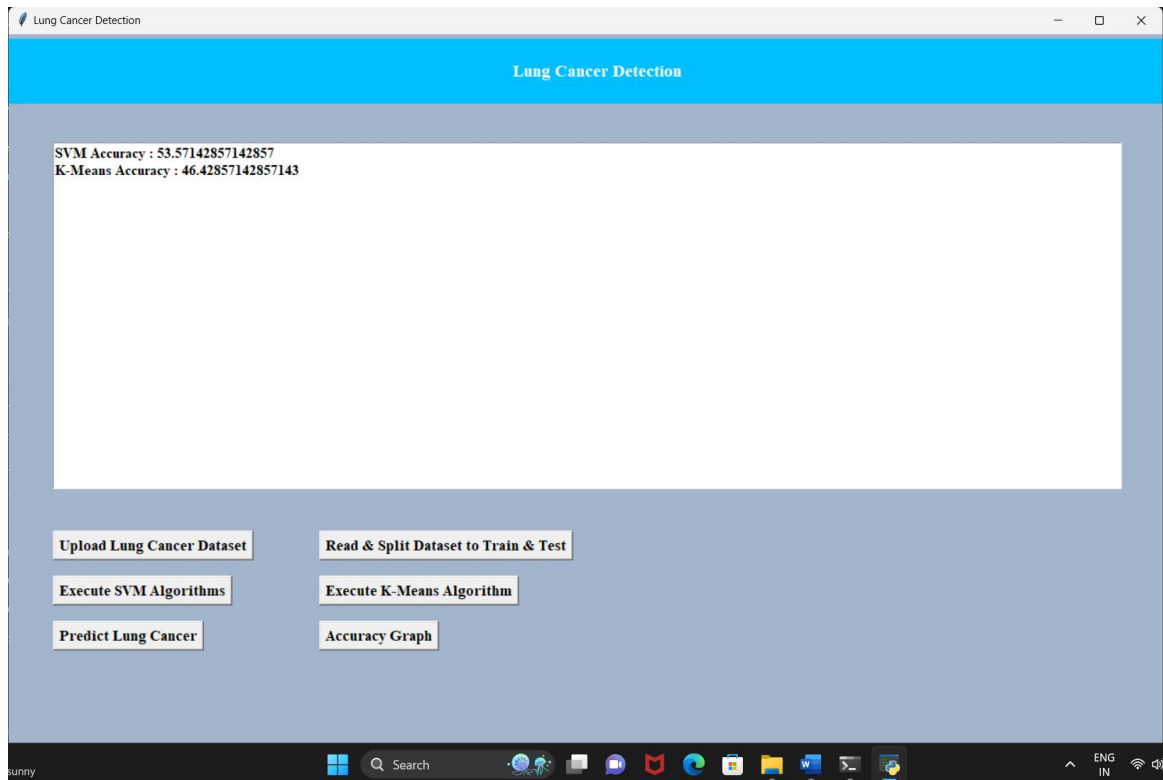 Lung Cancer Detection
Lung Cancer Detection
SVM Accuracy : 53.57142857142857
K-Means Accuracy : 46.42857142857143
Upload Lung Cancer Dataset
Read & Split Dataset to Train & Test
Execute SVM Algorithms
Execute K-Means Algorithm
Predict Lung Cancer
Accuracy Graph
sunny
Search
ENG
IN